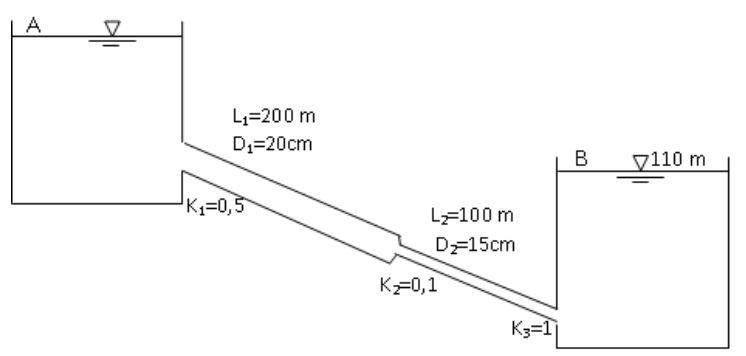 A
L₁=200 m
D₁=20cm
B
110 m
K₁=0,5
L₂=100 m
D₂=15cm
K₂=0,1
K₃=1